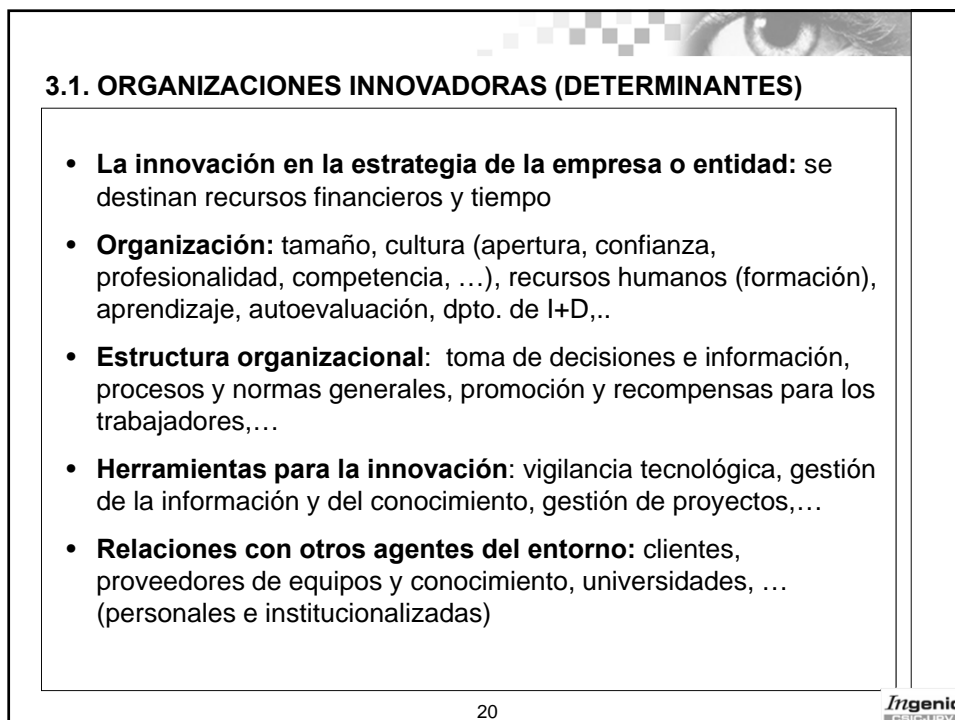 3.1. ORGANIZACIONES INNOVADORAS (DETERMINANTES)
• La innovación en la estrategia de la empresa o entidad: se
destinan recursos financieros y tiempo
• Organización: tamaño, cultura (apertura, confianza,
profesionalidad, competencia, …), recursos humanos (formación),
aprendizaje, autoevaluación, dpto. de I+D,..
• Estructura organizacional: toma de decisiones e información,
procesos y normas generales, promoción y recompensas para los
trabajadores,…
• Herramientas para la innovación: vigilancia tecnológica, gestión
de la información y del conocimiento, gestión de proyectos,…
• Relaciones con otros agentes del entorno: clientes,
proveedores de equipos y conocimiento, universidades, …
(personales e institucionalizadas)
20
Ingenio
CSIC-UPV